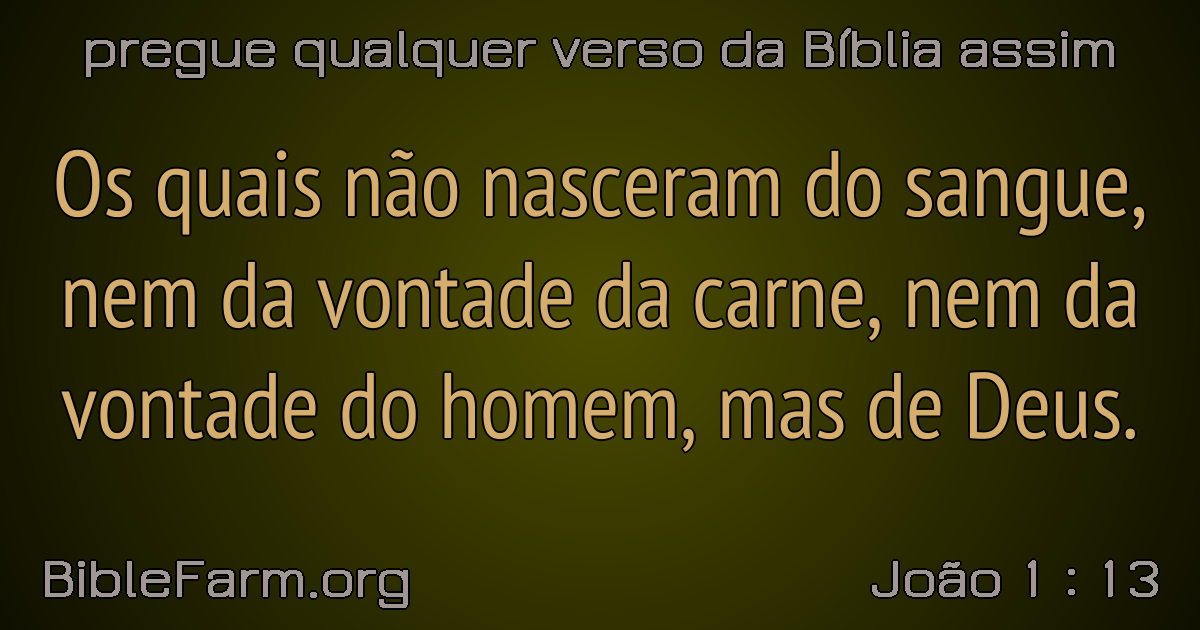 pregue qualquer verso da Bíblia assim
Os quais não nasceram do sangue,
nem da vontade da carne, nem da
vontade do homem, mas de Deus.
BibleFarm.org
João 1 : 13